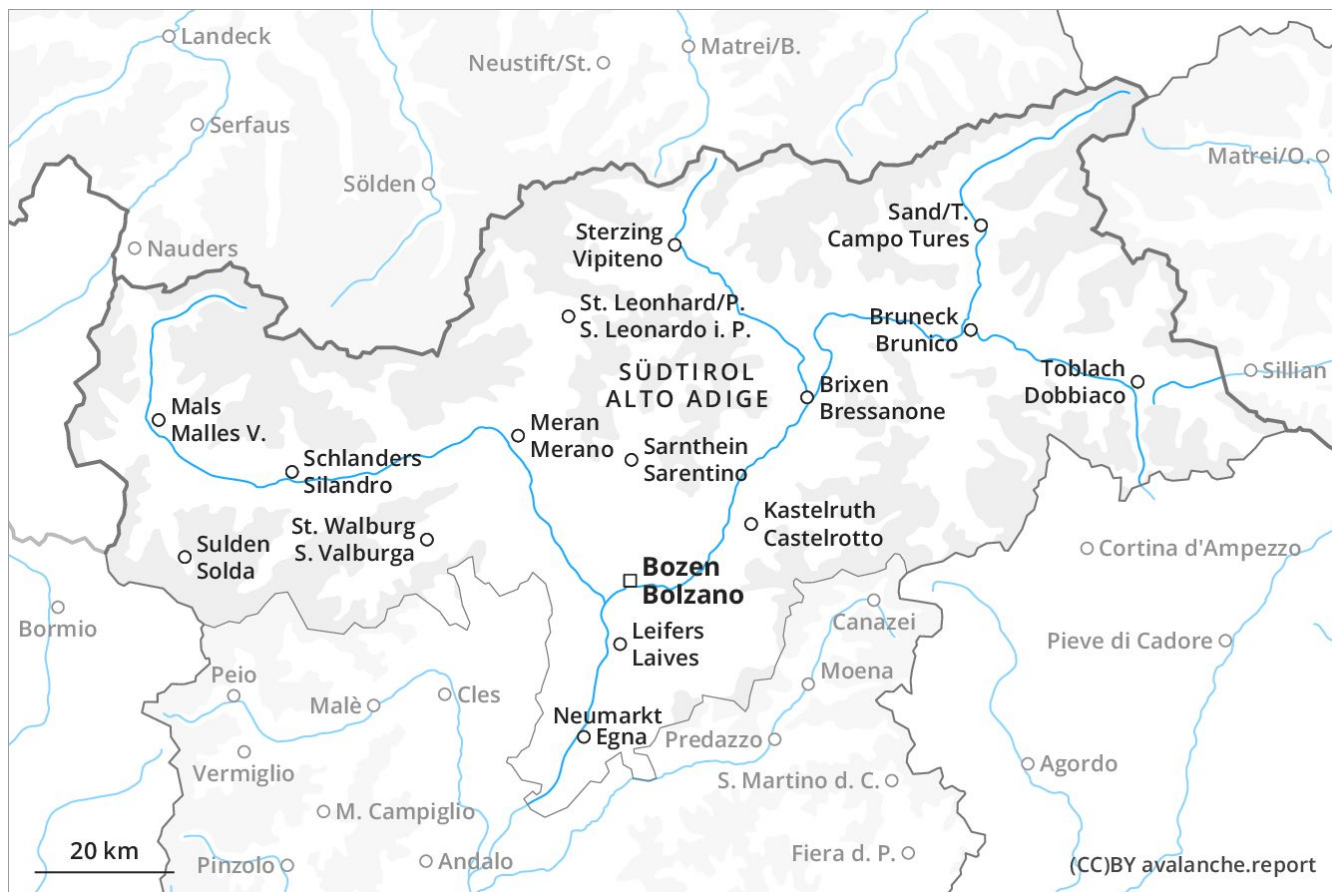 Landeck
Matrei/B.
Neustift/St.
Serfaus
Matrei/O.
Sölden
Sand/T.
Campo Tures
Sterzing
Vipiteno
Nauders
St. Leonhard/P.
S. Leonardo i. P.
Bruneck
Brunico
SÜDTIROL
ALTO ADIGE
Toblach
Dobbiaco
Sillian
Brixen
Bressanone
Mals
Malles V.
Meran
Merano
Sarnthein
Sarentino
Schlanders
Silandro
Kastelruth
Castelrotto
St. Walburg
S. Valburga
Sulden
Solda
Cortina d'Ampezzo
Bozen
Bolzano
Bormio
Canazei
Leifers
Laives
Pieve di Cadore
Peio
Moena
Malè
Cles
Neumarkt
Egna
Predazzo
Vermiglio
Agordo
S. Martino d. C.
M. Campiglio
20 km
Pinzolo
Andalo
Fiera d. P.
(CC)BY avalanche.report